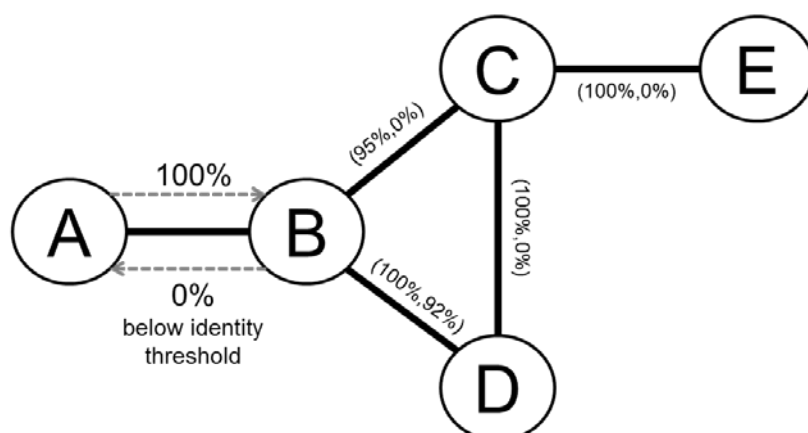 C
E
(100%,0%)
(95%,0%)
100%
A
B
(100%,0%)
0%
below identity
threshold
(100%,92%)
D